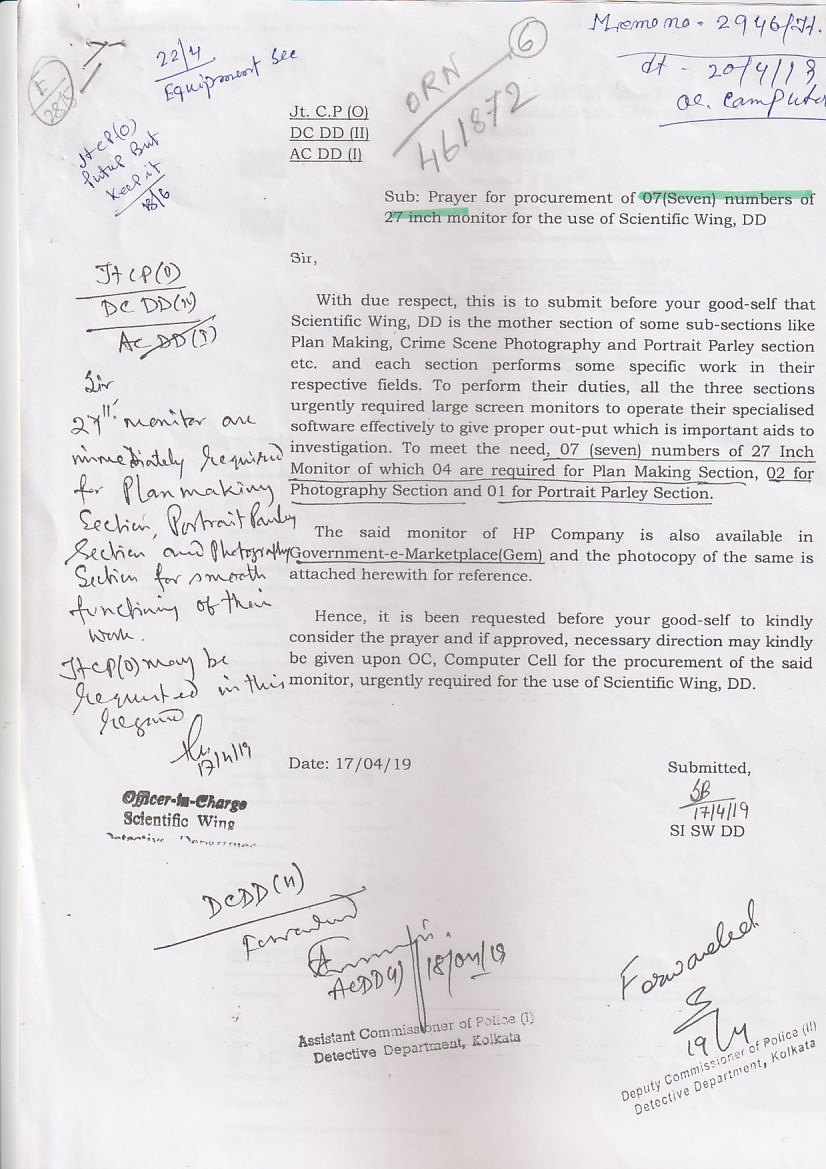 Memo no - 2946/Jt.
dt - 20/4/19
OC. Computer
6
ORN
461872
22/4
Equipment Sec
E
28/5
Jt CP(O)
Put up But
Keep it
18/6
Jt. C.P (O)
DC DD (II)
AC DD (I)
Sub: Prayer for procurement of 07(Seven) numbers of
27 inch monitor for the use of Scientific Wing, DD
Sir,
With due respect, this is to submit before your good-self that
Scientific Wing, DD is the mother section of some sub-sections like
Plan Making, Crime Scene Photography and Portrait Parley section
etc. and each section performs some specific work in their
respective fields. To perform their duties, all the three sections
urgently required large screen monitors to operate their specialised
software effectively to give proper out-put which is important aids to
investigation. To meet the need, 07 (seven) numbers of 27 Inch
Monitor of which 04 are required for Plan Making Section, 02 for
Photography Section and 01 for Portrait Parley Section.
The said monitor of HP Company is also available in
Government-e-Marketplace(Gem) and the photocopy of the same is
attached herewith for reference.
Hence, it is been requested before your good-self to kindly
consider the prayer and if approved, necessary direction may kindly
be given upon OC, Computer Cell for the procurement of the said
monitor, urgently required for the use of Scientific Wing, DD.
Jt CP(O)
DC DD(II)
AC DD(I)
Sir
27" monitor are
immediately required
for Plan making
Section, Portrait Parley
Section and Photography
Section for smooth
functining of their
work.
Jt CP(O) may be
requested in this
regard
17/4/19
Officer-in-Charge
Scientific Wing
Date: 17/04/19
Submitted,
SB
17/4/19
SI SW DD
DCDD(II)
Forwarded
ACDD(I) 18/04/19
Assistant Commissioner of Police (I)
Detective Department, Kolkata
Forwarded
19/4
Deputy Commissioner of Police (II)
Detective Department, Kolkata